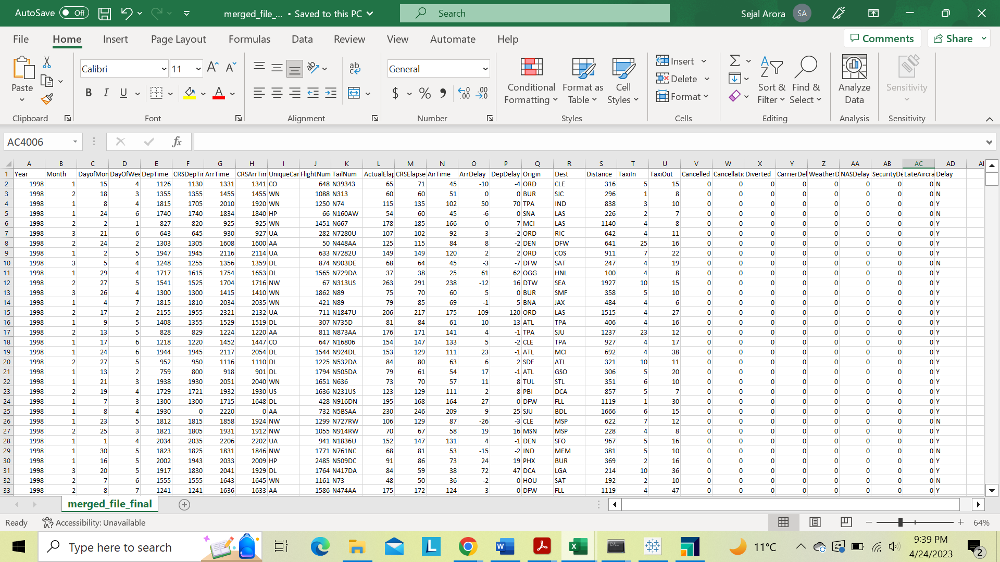 AutoSave Off merged_file_... • Saved to this PC Search Sejal Arora SA
File Home Insert Page Layout Formulas Data Review View Automate Help Comments Share
Paste Calibri 11 General Conditional Formatting Format as Table Cell Styles Insert Delete Format Sort & Filter Find & Select Analyze Data Sensitivity
Clipboard Font Alignment Number Styles Cells Editing Analysis Sensitivity
AC4006 fx
A B C D E F G H I J K L M N O P Q R S T U V W X Y Z AA AB AC AD AI
1 Year Month DayofMon DayOfWee DepTime CRSDepTin ArrTime CRSArrTim UniqueCar FlightNum TailNum ActualElap CRSElapse AirTime ArrDelay DepDelay Origin Dest Distance TaxiIn TaxiOut Cancelled Cancellatic Diverted CarrierDel WeatherD NASDelay SecurityDe LateAircra Delay
2 1998 1 15 4 1126 1130 1331 1341 CO 648 N39343 65 71 45 -10 -4 ORD CLE 316 5 15 0 0 0 0 0 0 0 0 N
3 1998 2 18 3 1355 1355 1455 1455 WN 1088 N313 60 60 51 0 0 BUR SJC 296 1 8 0 0 0 0 0 0 0 0 N
4 1998 1 8 4 1815 1705 2010 1920 WN 1250 N74 115 135 102 50 70 TPA IND 838 3 10 0 0 0 0 0 0 0 0 Y
5 1998 1 24 6 1740 1740 1834 1840 HP 66 N160AW 54 60 45 -6 0 SNA LAS 226 2 7 0 0 0 0 0 0 0 0 N
6 1998 2 2 1 827 820 925 925 WN 1451 N667 178 185 166 0 7 MCI LAS 1140 4 8 0 0 0 0 0 0 0 0 Y
7 1998 3 21 6 643 645 930 927 UA 282 N7280U 107 102 92 3 -2 ORD RIC 642 4 11 0 0 0 0 0 0 0 0 Y
8 1998 2 24 2 1303 1305 1608 1600 AA 50 N448AA 125 115 84 8 -2 DEN DFW 641 25 16 0 0 0 0 0 0 0 0 Y
9 1998 1 2 5 1947 1945 2116 2114 UA 633 N7282U 149 149 120 2 2 ORD COS 911 7 22 0 0 0 0 0 0 0 0 Y
10 1998 3 5 4 1248 1255 1356 1359 DL 874 N903DE 68 64 45 -3 -7 DFW SAT 247 4 19 0 0 0 0 0 0 0 0 N
11 1998 1 29 4 1717 1615 1754 1653 DL 1565 N729DA 37 38 25 61 62 OGG HNL 100 4 8 0 0 0 0 0 0 0 0 Y
12 1998 2 27 5 1541 1525 1704 1716 NW 67 N313US 263 291 238 -12 16 DTW SEA 1927 10 15 0 0 0 0 0 0 0 0 Y
13 1998 3 26 4 1300 1300 1415 1410 WN 1862 N89 75 70 60 5 0 BUR SMF 358 5 10 0 0 0 0 0 0 0 0 Y
14 1998 1 4 7 1815 1810 2034 2035 WN 421 N89 79 85 69 -1 5 BNA JAX 484 4 6 0 0 0 0 0 0 0 0 Y
15 1998 2 17 2 2155 1955 2321 2132 UA 711 N1847U 206 217 175 109 120 ORD LAS 1515 4 27 0 0 0 0 0 0 0 0 Y
16 1998 1 9 5 1408 1355 1529 1519 DL 307 N735D 81 84 61 10 13 ATL TPA 406 4 16 0 0 0 0 0 0 0 0 Y
17 1998 2 13 5 828 829 1224 1220 AA 811 N873AA 176 171 141 4 -1 TPA SJU 1237 23 12 0 0 0 0 0 0 0 0 Y
18 1998 1 17 6 1218 1220 1452 1447 CO 647 N16806 154 147 133 5 -2 CLE TPA 927 4 17 0 0 0 0 0 0 0 0 Y
19 1998 1 24 6 1944 1945 2117 2054 DL 1544 N924DL 153 129 111 23 -1 ATL MCI 692 4 38 0 0 0 0 0 0 0 0 Y
20 1998 2 27 5 952 950 1116 1110 DL 1225 N532DA 84 80 63 6 2 SDF ATL 321 10 11 0 0 0 0 0 0 0 0 Y
21 1998 1 13 2 759 800 918 901 DL 1794 N505DA 79 61 54 17 -1 ATL GSO 306 5 20 0 0 0 0 0 0 0 0 Y
22 1998 1 21 3 1938 1930 2051 2040 WN 1651 N636 73 70 57 11 8 TUL STL 351 6 10 0 0 0 0 0 0 0 0 Y
23 1998 2 19 4 1729 1721 1932 1930 US 1636 N231US 123 129 111 2 8 PBI DCA 857 5 7 0 0 0 0 0 0 0 0 Y
24 1998 1 7 3 1300 1300 1715 1648 DL 428 N916DN 195 168 164 27 0 DFW FLL 1119 1 30 0 0 0 0 0 0 0 0 Y
25 1998 1 8 4 1930 0 2220 0 AA 732 N5BSAA 230 246 209 9 25 SJU BDL 1666 6 15 0 0 0 0 0 0 0 0 Y
26 1998 1 23 5 1812 1815 1858 1924 NW 1299 N727RW 106 129 87 -26 -3 CLE MSP 622 7 12 0 0 0 0 0 0 0 0 N
27 1998 2 25 3 1821 1805 1931 1912 NW 1055 N914RW 70 67 58 19 16 MSN MSP 228 4 8 0 0 0 0 0 0 0 0 Y
28 1998 1 1 4 2034 2035 2206 2202 UA 941 N1836U 152 147 131 4 -1 DEN SFO 967 5 16 0 0 0 0 0 0 0 0 Y
29 1998 1 30 5 1823 1825 1831 1846 NW 1771 N761NC 68 81 53 -15 -2 IND MEM 381 5 10 0 0 0 0 0 0 0 0 N
30 1998 1 16 5 2002 1943 2033 2009 HP 2485 N509DC 91 86 73 24 19 PHX BUR 369 2 16 0 0 0 0 0 0 0 0 Y
31 1998 3 20 5 1917 1830 2041 1929 DL 1764 N417DA 84 59 38 72 47 DCA LGA 214 10 36 0 0 0 0 0 0 0 0 Y
32 1998 2 7 6 1555 1555 1643 1645 WN 1161 N73 48 50 36 -2 0 HOU SAT 192 2 10 0 0 0 0 0 0 0 0 N
33 1998 2 8 7 1241 1241 1636 1633 AA 1586 N474AA 175 172 124 3 0 DFW FLL 1119 4 47 0 0 0 0 0 0 0 0 Y
merged_file_final
Ready Accessibility: Unavailable 64%
Type here to search 11°C 9:39 PM
4/24/2023 2